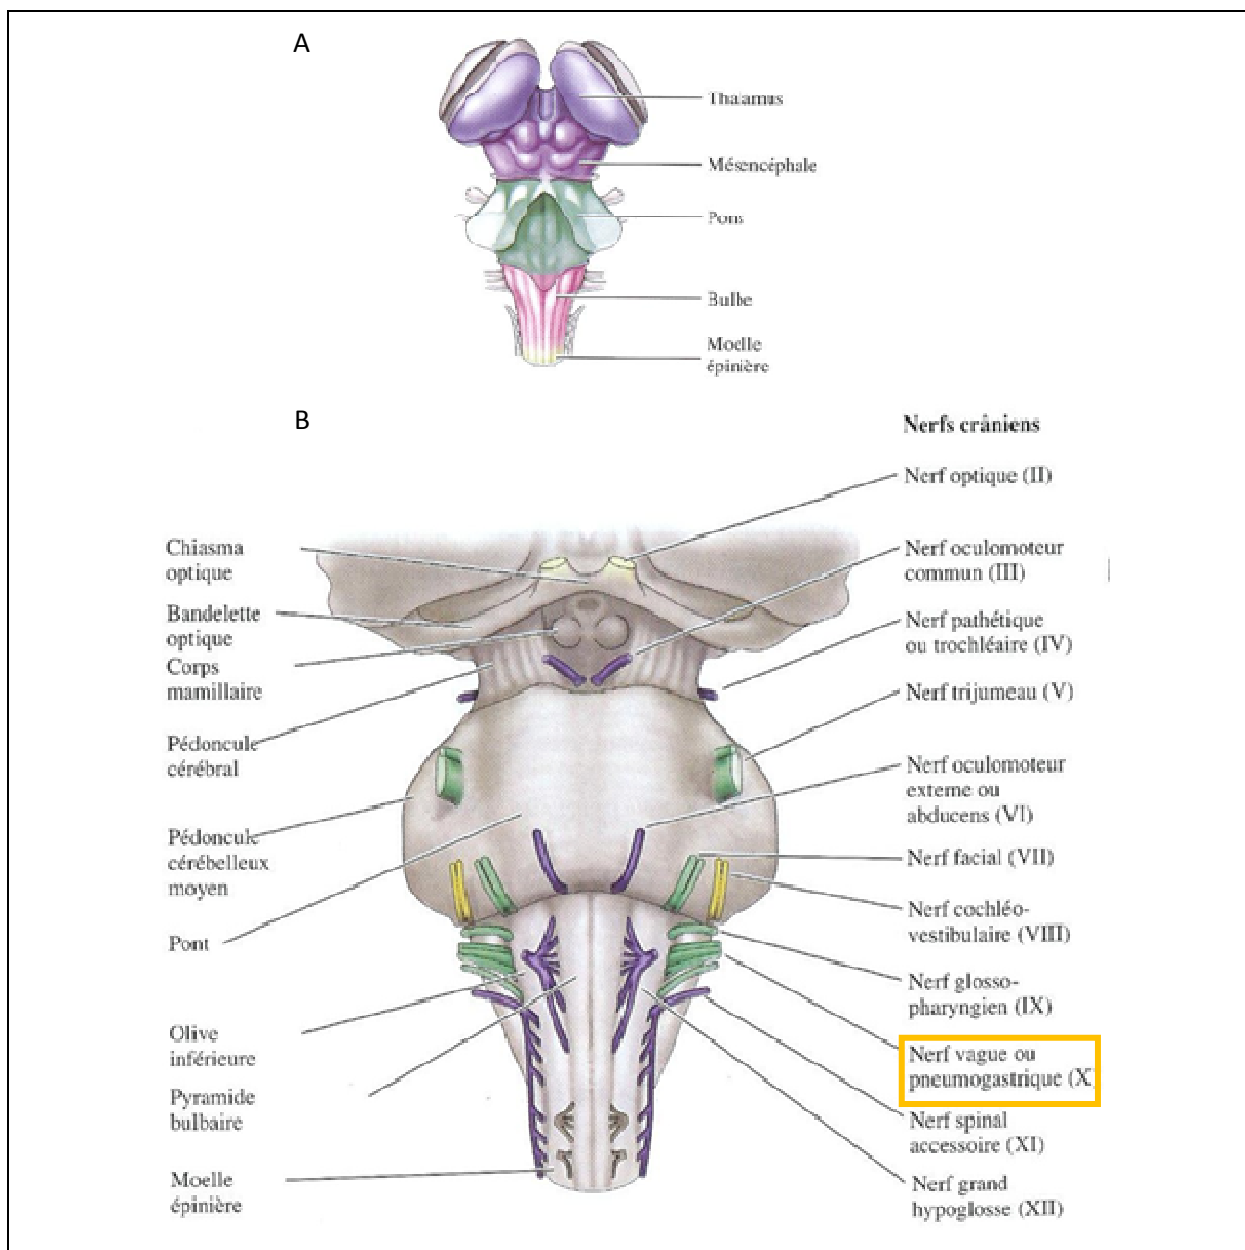 A
Thalamus
Mésencéphale
Pons
Bulbe
Moelle
épinière
B
Nerfs crâniens
Nerf optique (II)
Nerf oculomoteur
commun (III)
Nerf pathétique
ou trochléaire (IV)
Nerf trijumeau (V)
Nerf oculomoteur
externe ou
abducens (VI)
Nerf facial (VII)
Nerf cochléo-
vestibulaire (VIII)
Nerf glosso-
pharyngien (IX)
Nerf vague ou
pneumogastrique (X)
Nerf spinal
accessoire (XI)
Nerf grand
hypoglosse (XII)
Chiasma
optique
Bandelette
optique
Corps
mamillaire
Pédoncule
cérébral
Pédoncule
cérébelleux
moyen
Pont
Olive
inférieure
Pyramide
bulbaire
Moelle
épinière